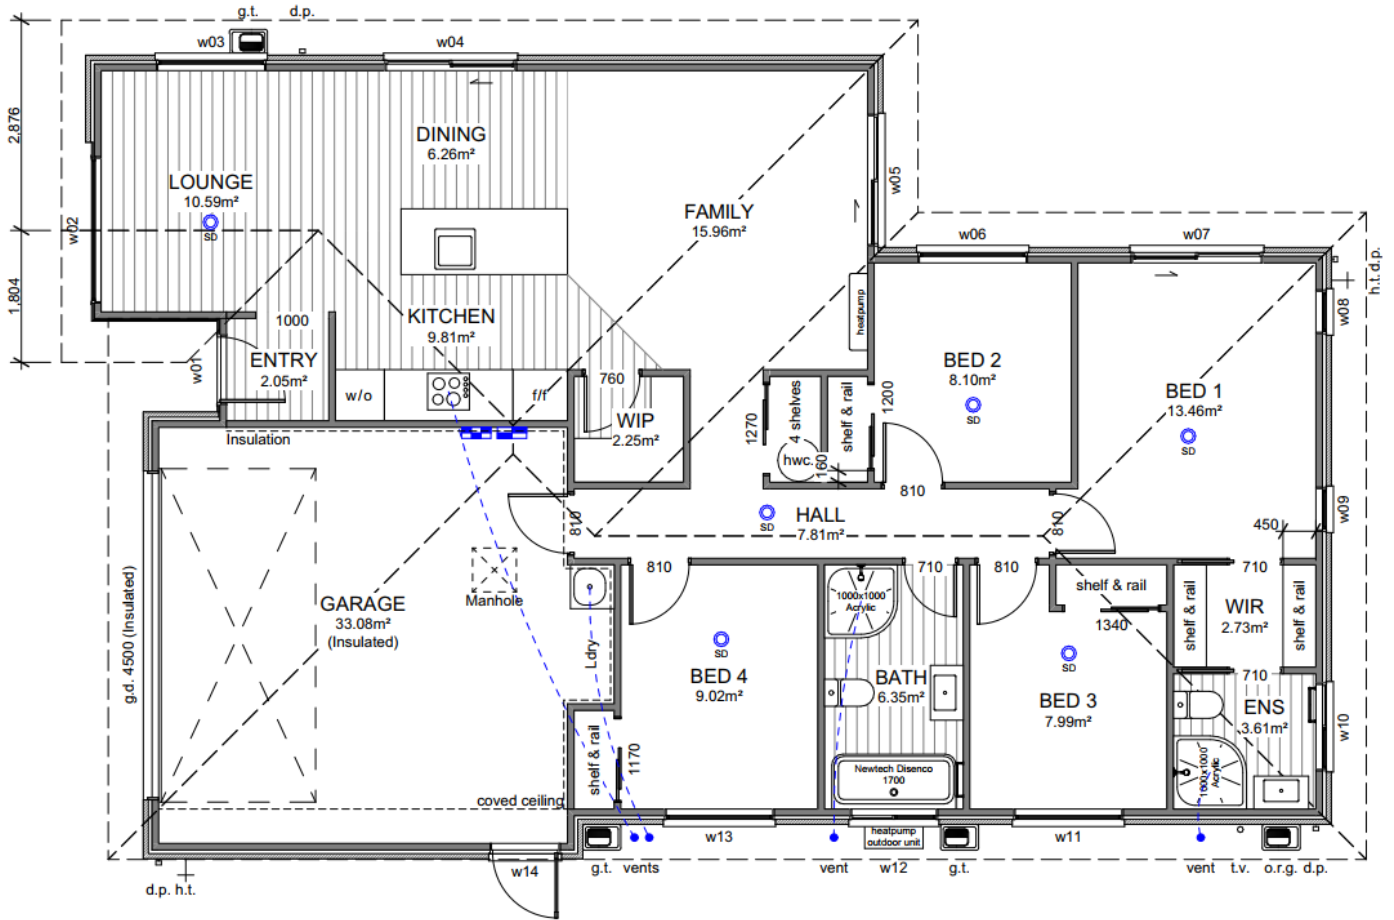 g.t. d.p.
w03
w04
2.876
DINING
6.26m²
LOUNGE
10.59m²
SD
w02
w05
FAMILY
15.96m²
w06
w07
h.t. d.p.
1.804
1000
KITCHEN
9.81m²
heatpump
w08
w01
ENTRY
2.05m²
w/o
f/f
760
WIP
2.25m²
1270
4 shelves
shelf & rail
1200
BED 2
8.10m²
SD
BED 1
13.46m²
SD
Insulation
hwc.
160
810
w09
810
SD
HALL
7.81m²
810
450
810
710
810
710
Manhole
1000x1000
Acrylic
shelf & rail
1340
shelf & rail
WIR
2.73m²
shelf & rail
g.d. 4500 (Insulated)
GARAGE
33.08m²
(Insulated)
Ldry
SD
BED 4
9.02m²
BATH
6.35m²
SD
BED 3
7.99m²
710
ENS
3.61m²
w10
shelf & rail
1170
Newtech Disenco
1700
1000x1000
Acrylic
coved ceiling
w13
heatpump
outdoor unit
w11
d.p. h.t.
w14
g.t. vents
vent
w12
g.t.
vent
t.v.
o.r.g. d.p.